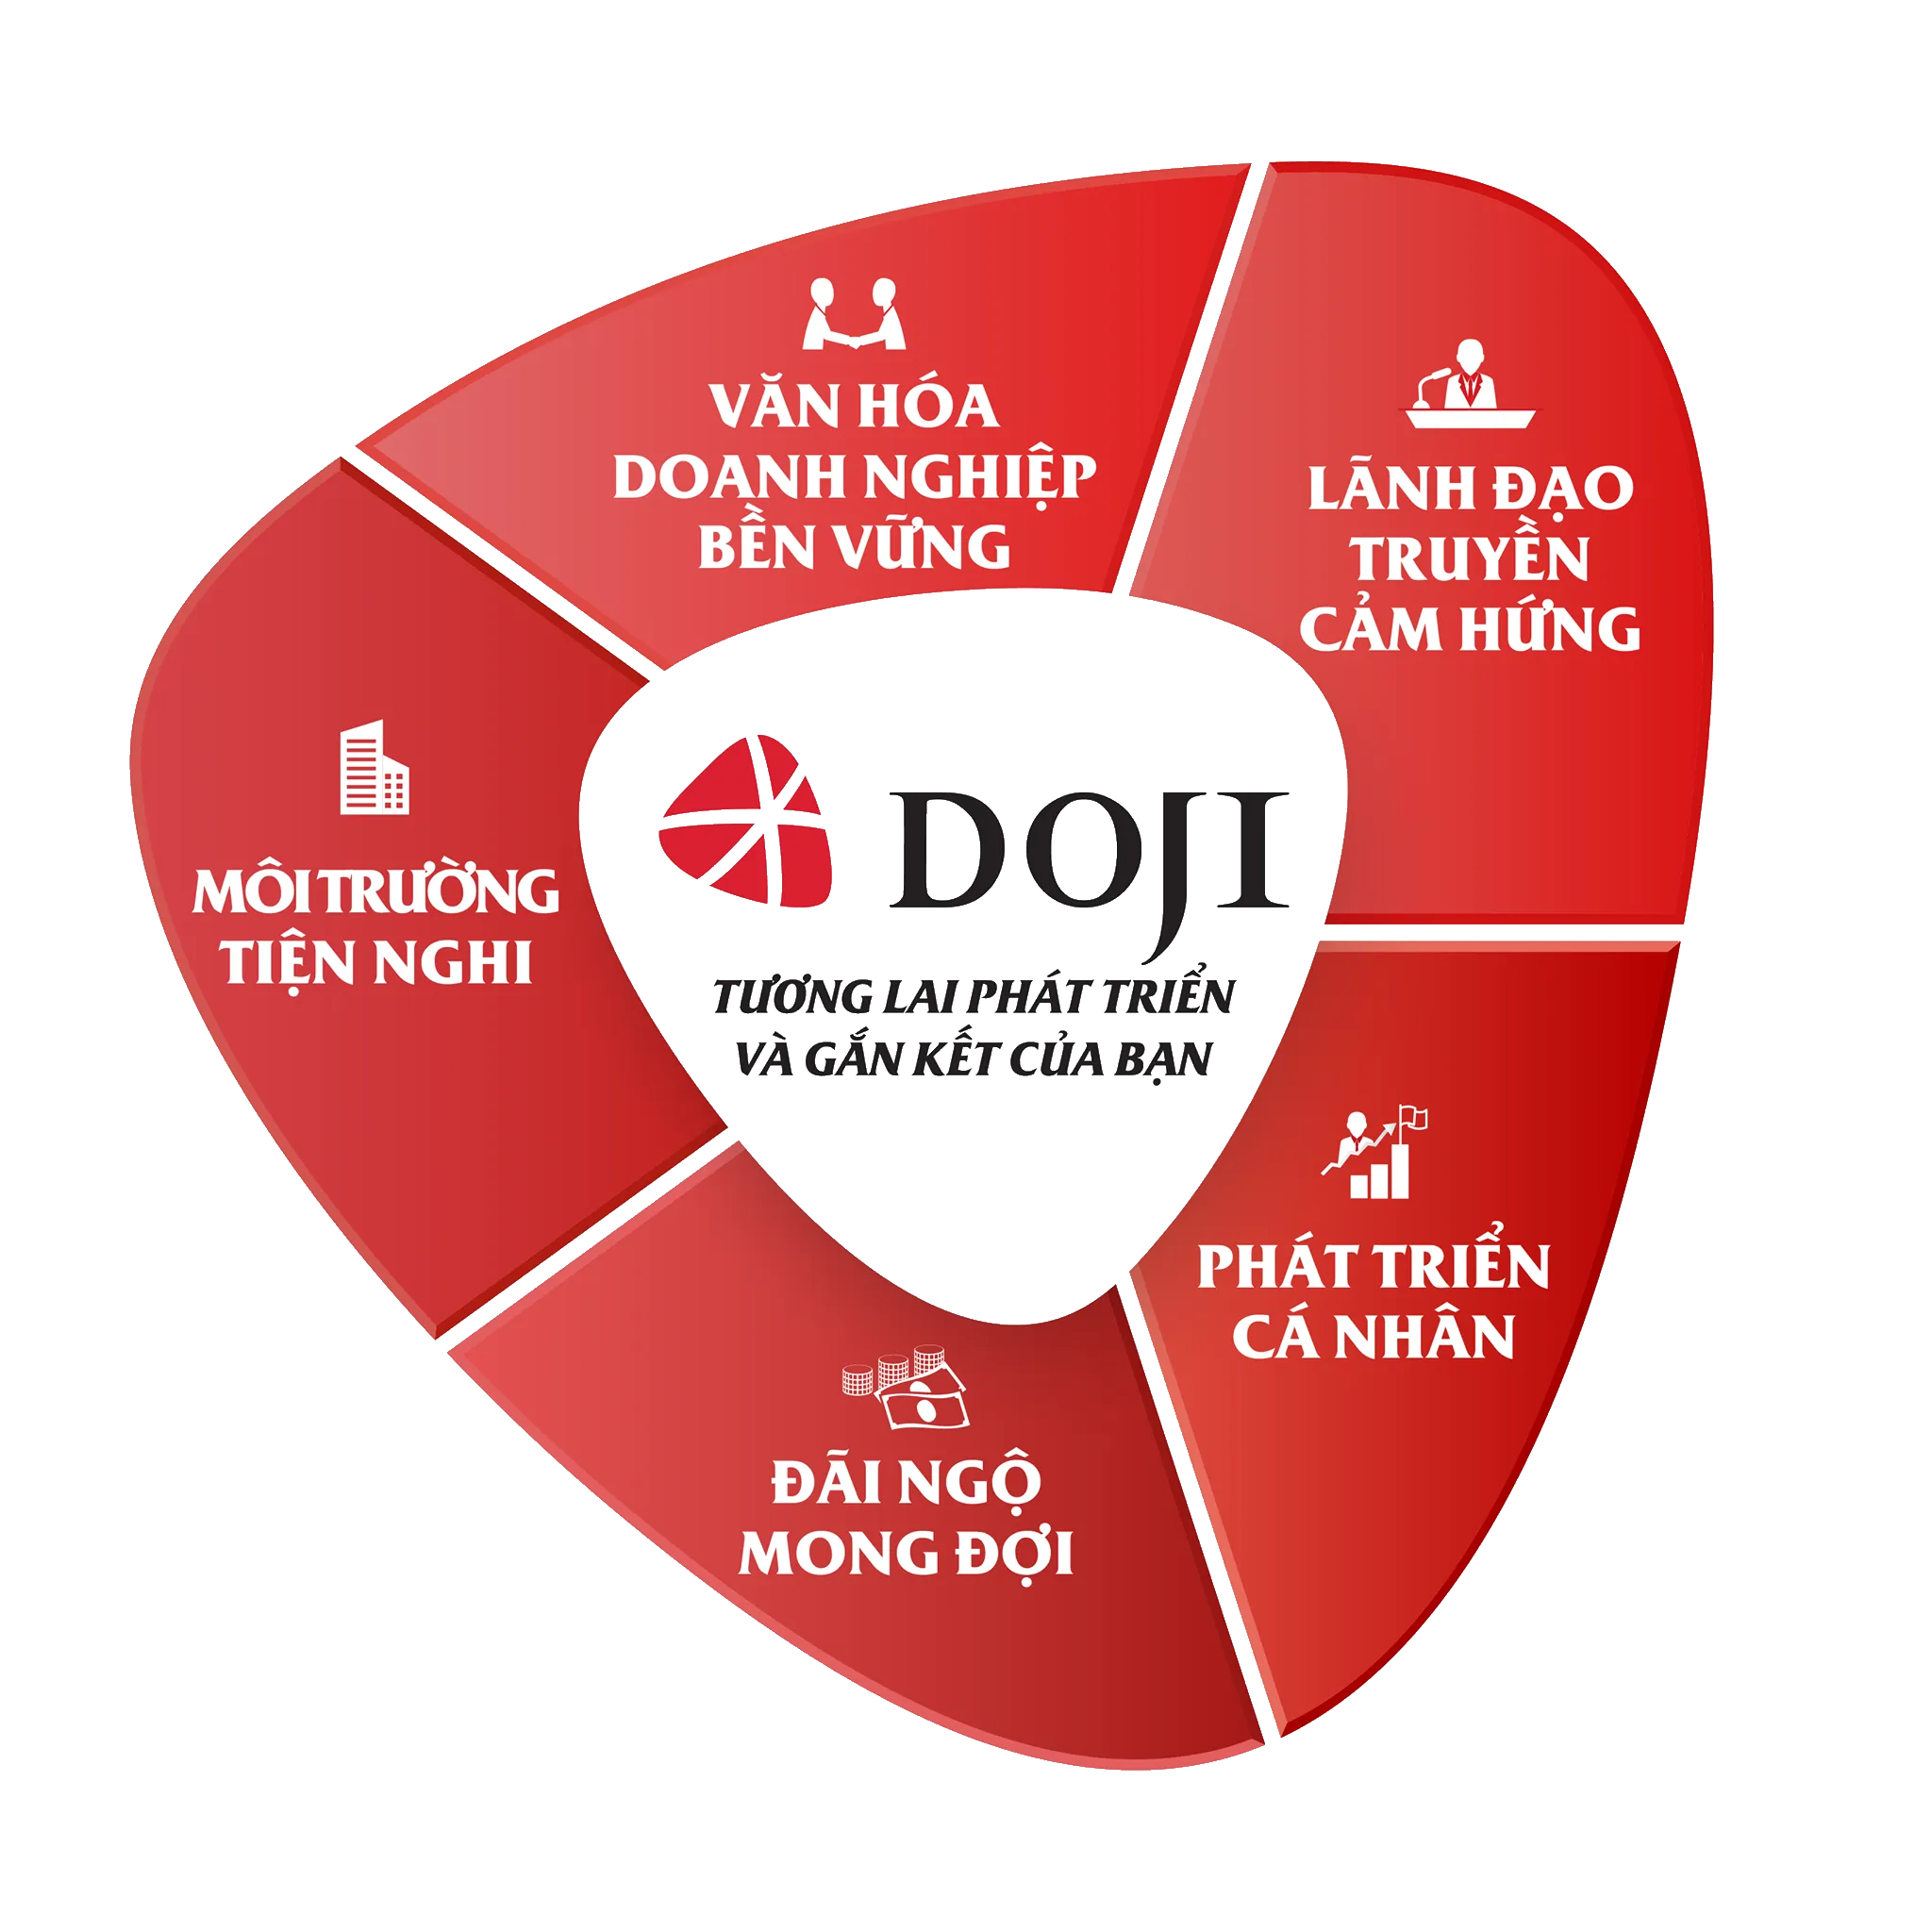 VĂN HÓA
DOANH NGHIỆP
BỀN VỮNG
LÃNH ĐẠO
TRUYỀN
CẢM HỨNG
MÔI TRƯỜNG
TIỆN NGHI
DOJI
TƯƠNG LAI PHÁT TRIỂN
VÀ GẮN KẾT CỦA BẠN
PHÁT TRIỂN
CÁ NHÂN
ĐÃI NGỘ
MONG ĐỢI